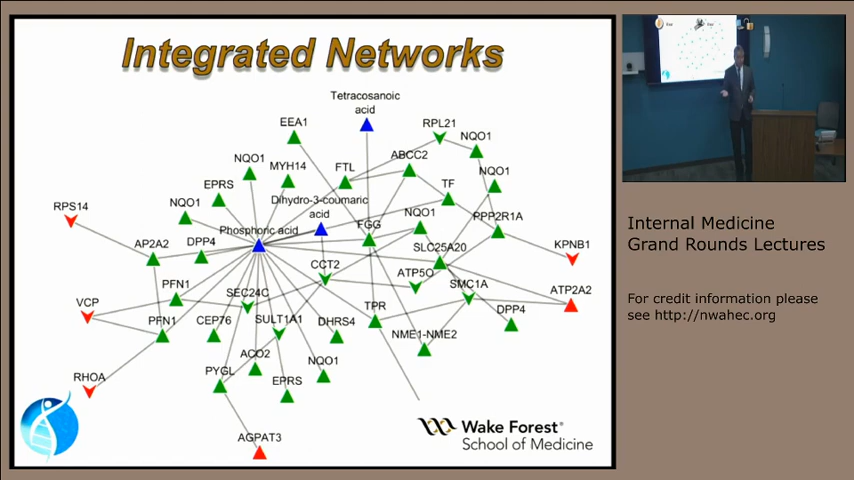 Integrated Networks
Tetracosanoic
acid
EEA1
RPL21
NQO1
NQO1
MYH14
FTL
ABCC2
NQO1
EPRS
Dihydro-3-coumaric
acid
TF
RPS14
NQO1
Phosphoric acid
FGG
NQO1
PPP2R1A
AP2A2
DPP4
SLC25A20
KPNB1
CCT2
ATP5O
PFN1
SEC24C
SMC1A
ATP2A2
VCP
PFN1
CEP76
SULT1A1
DHRS4
TPR
NME1-NME2
DPP4
RHOA
PYGL
ACO2
EPRS
NQO1
AGPAT3
Wake Forest®
School of Medicine
Internal Medicine
Grand Rounds Lectures
For credit information please
see http://nwahec.org